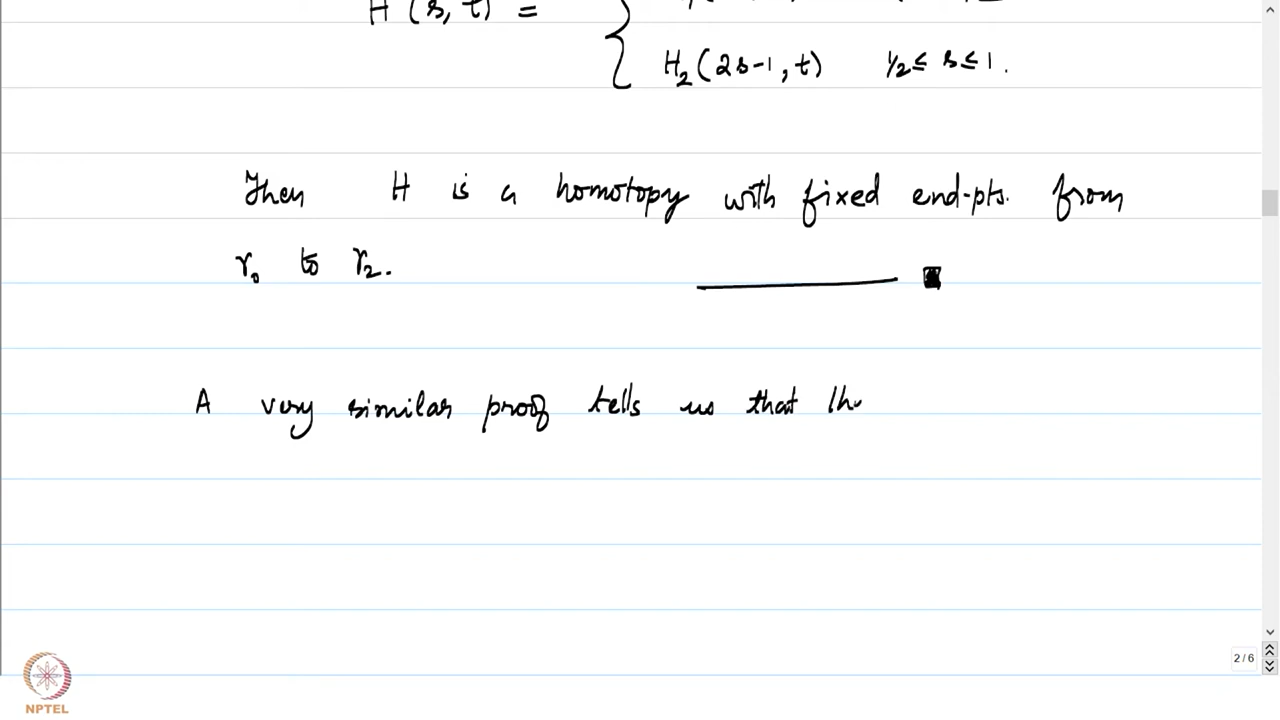 H (s, t) =
H₂(2s-1, t) 1/2 ≤ s ≤ 1.
Then H is a homotopy with fixed end-pts. from
γ₀ to γ₂.
A very similar proof tells us that the
2 / 6
NPTEL